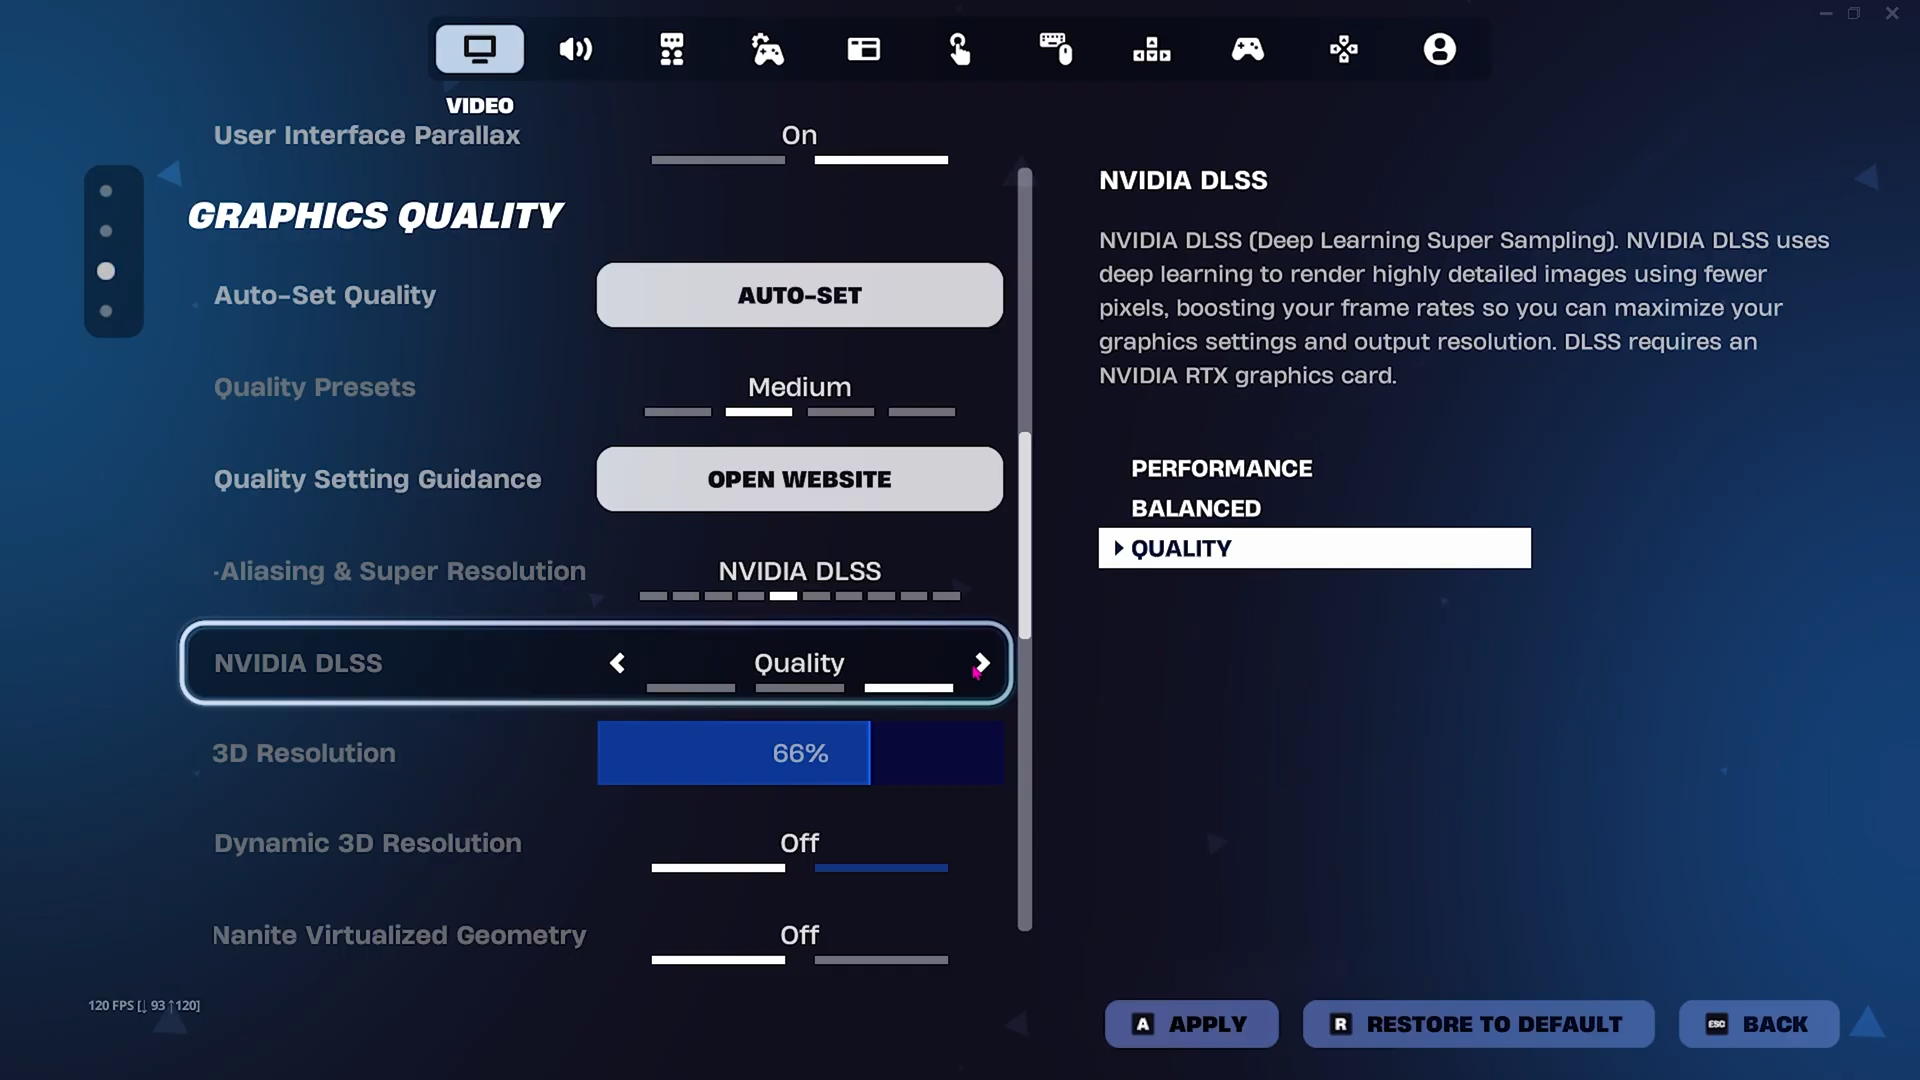 VIDEO
User Interface Parallax
On
GRAPHICS QUALITY
Auto-Set Quality
AUTO-SET
Quality Presets
Medium
Quality Setting Guidance
OPEN WEBSITE
-Aliasing & Super Resolution
NVIDIA DLSS
NVIDIA DLSS
Quality
3D Resolution
66%
Dynamic 3D Resolution
Off
Nanite Virtualized Geometry
Off
NVIDIA DLSS
NVIDIA DLSS (Deep Learning Super Sampling). NVIDIA DLSS uses
deep learning to render highly detailed images using fewer
pixels, boosting your frame rates so you can maximize your
graphics settings and output resolution. DLSS requires an
NVIDIA RTX graphics card.
PERFORMANCE
BALANCED
QUALITY
120 FPS [↓ 93 ↑120]
A APPLY
R RESTORE TO DEFAULT
ESC BACK